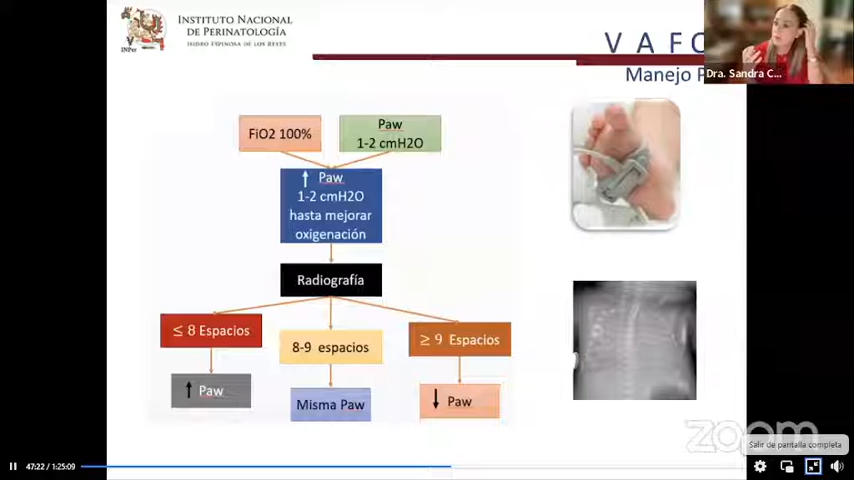 INSTITUTO NACIONAL
DE PERINATOLOGÍA
ISIDRO ESPINOSA DE LOS REYES
INPer
V A F O
Manejo P
Dra. Sandra C...
FiO2 100%
Paw
1-2 cmH2O
↑ Paw
1-2 cmH2O
hasta mejorar
oxigenación
Radiografía
≤ 8 Espacios
8-9 espacios
≥ 9 Espacios
↑ Paw
Misma Paw
↓ Paw
zoom
Salir de pantalla completa
47:22 / 1:25:09